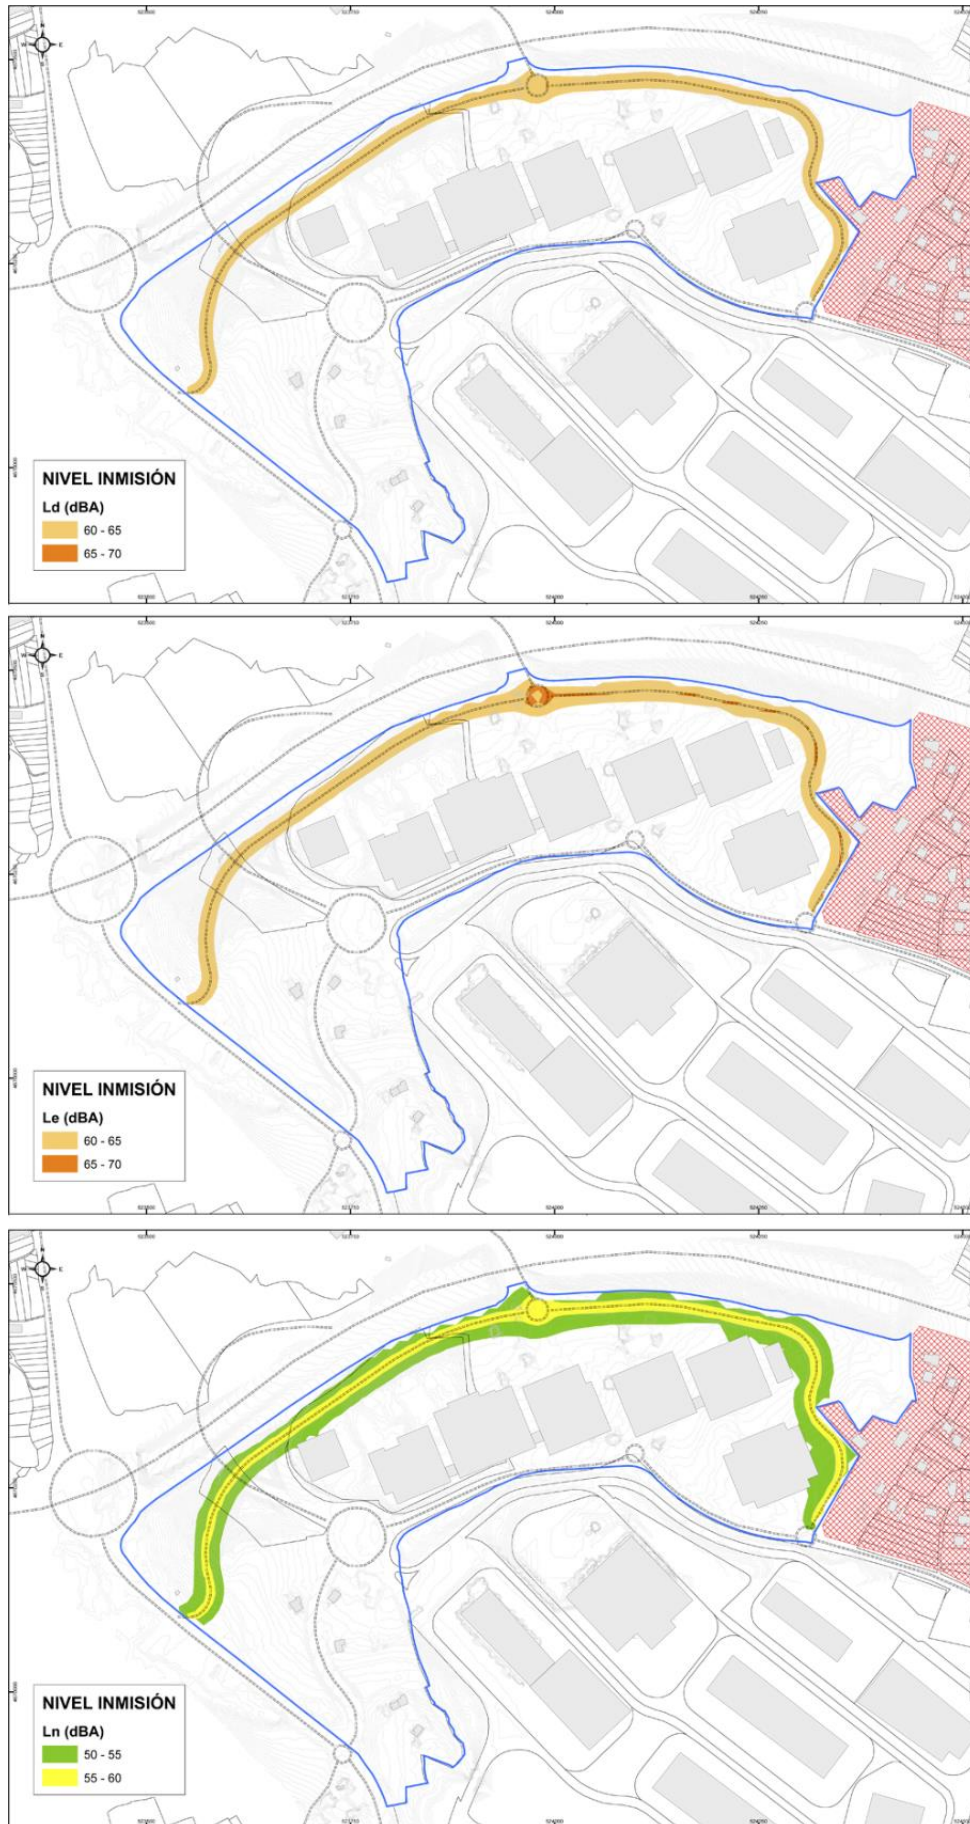 N
W
E
S
NIVEL INMISIÓN
Ld (dBA)
60 - 65
65 - 70
N
W
E
S
NIVEL INMISIÓN
Le (dBA)
60 - 65
65 - 70
N
W
E
S
NIVEL INMISIÓN
Ln (dBA)
50 - 55
55 - 60